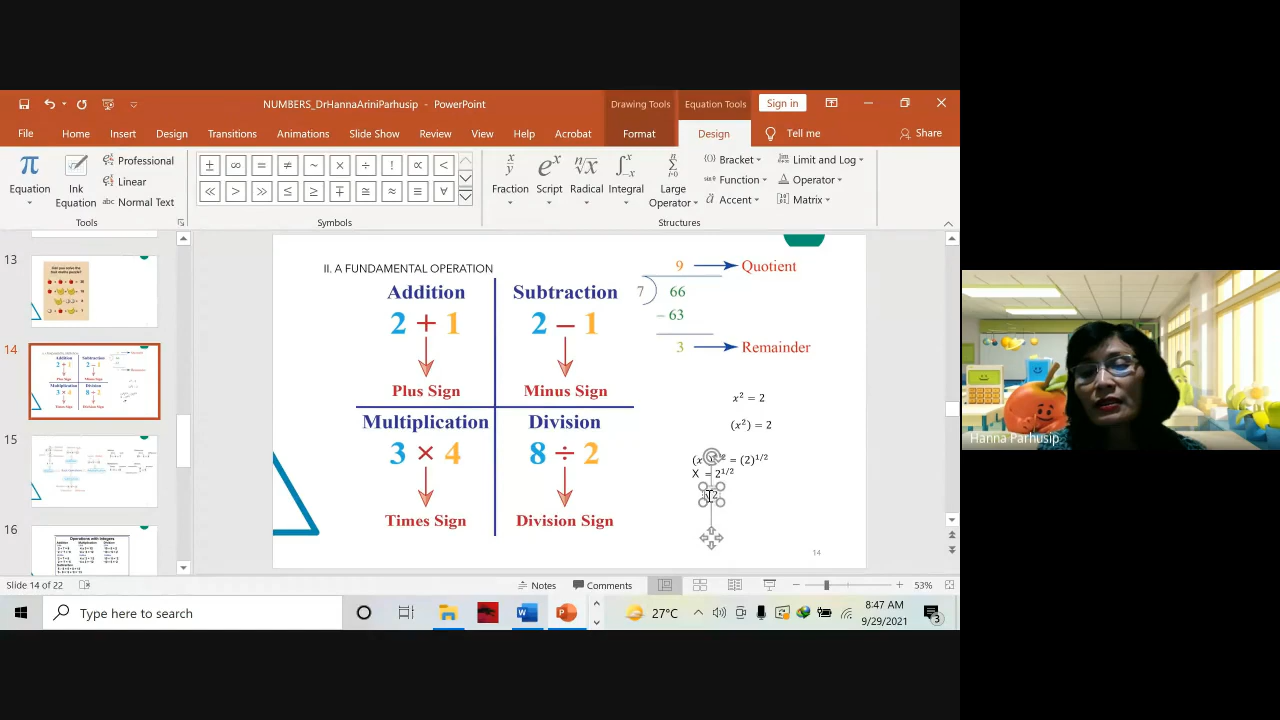 NUMBERS_DrHannaAriniParhusip - PowerPoint
Drawing Tools
Equation Tools
Sign in
File
Home
Insert
Design
Transitions
Animations
Slide Show
Review
View
Help
Acrobat
Format
Design
Tell me
Share
π
Equation
Ink
Equation
Professional
Linear
abc Normal Text
Tools
± ∞ = ≠ ~ × ÷ ! ∝ <
≪ > ≫ ≤ ≥ ∓ ≅ ≈ ≡ ∀
Symbols
Fraction
Script
Radical
Integral
Large
Operator
Bracket
Function
Accent
Limit and Log
Operator
Matrix
Structures
13
14
15
16
II. A FUNDAMENTAL OPERATION
Addition
2 + 1
Plus Sign
Subtraction
2 – 1
Minus Sign
Multiplication
3 × 4
Times Sign
Division
8 ÷ 2
Division Sign
9 Quotient
7 66
– 63
3 Remainder
x² = 2
(x²) = 2
= (2)^1/2
X = 2^1/2
14
Slide 14 of 22
Notes
Comments
53%
Type here to search
27°C
8:47 AM
9/29/2021
3
Hanna Parhusip